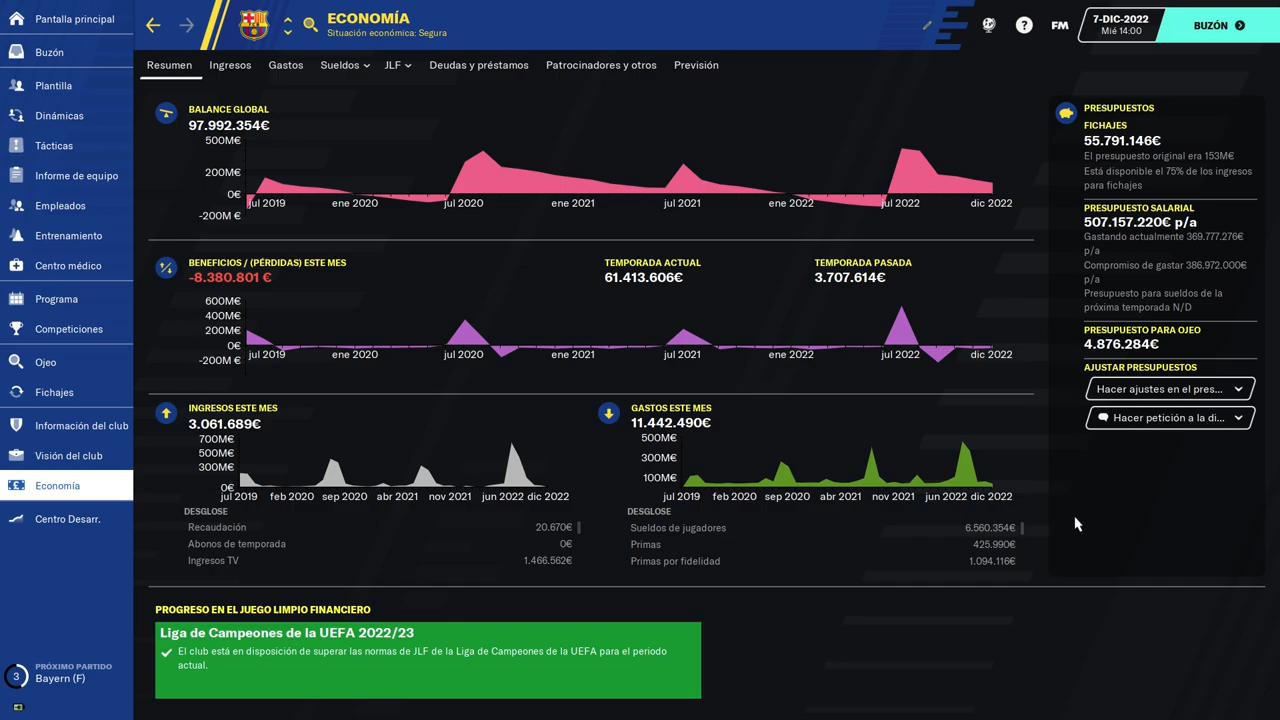 Pantalla principal
Buzón
Plantilla
Dinámicas
Tácticas
Informe de equipo
Empleados
Entrenamiento
Centro médico
Programa
Competiciones
Ojeo
Fichajes
Información del club
Visión del club
Economía
Centro Desarr.
3
PRÓXIMO PARTIDO
Bayern (F)
ECONOMÍA
Situación económica: Segura
?
FM
7-DIC-2022
Mié 14:00
BUZÓN
Resumen
Ingresos
Gastos
Sueldos
JLF
Deudas y préstamos
Patrocinadores y otros
Previsión
BALANCE GLOBAL
97.992.354€
500M€
200M€
0€
-200M €
jul 2019 ene 2020 jul 2020 ene 2021 jul 2021 ene 2022 jul 2022 dic 2022
BENEFICIOS / (PÉRDIDAS) ESTE MES
-8.380.801 €
TEMPORADA ACTUAL
61.413.606€
TEMPORADA PASADA
3.707.614€
600M€
400M€
200M€
0€
-200M €
jul 2019 ene 2020 jul 2020 ene 2021 jul 2021 ene 2022 jul 2022 dic 2022
INGRESOS ESTE MES
3.061.689€
700M€
500M€
300M€
0€
jul 2019 feb 2020 sep 2020 abr 2021 nov 2021 jun 2022 dic 2022
DESGLOSE
Recaudación 20.670€
Abonos de temporada 0€
Ingresos TV 1.466.562€
GASTOS ESTE MES
11.442.490€
500M€
300M€
100M€
jul 2019 feb 2020 sep 2020 abr 2021 nov 2021 jun 2022 dic 2022
DESGLOSE
Sueldos de jugadores 6.560.354€
Primas 425.990€
Primas por fidelidad 1.094.116€
PRESUPUESTOS
FICHAJES
55.791.146€
El presupuesto original era 153M€
Está disponible el 75% de los ingresos
para fichajes
PRESUPUESTO SALARIAL
507.157.220€ p/a
Gastando actualmente 369.777.276€
p/a
Compromiso de gastar 386.972.000€
p/a
Presupuesto para sueldos de la
próxima temporada N/D
PRESUPUESTO PARA OJEO
4.876.284€
AJUSTAR PRESUPUESTOS
Hacer ajustes en el pres...
Hacer petición a la di...
PROGRESO EN EL JUEGO LIMPIO FINANCIERO
Liga de Campeones de la UEFA 2022/23
El club está en disposición de superar las normas de JLF de la Liga de Campeones de la UEFA para el periodo
actual.